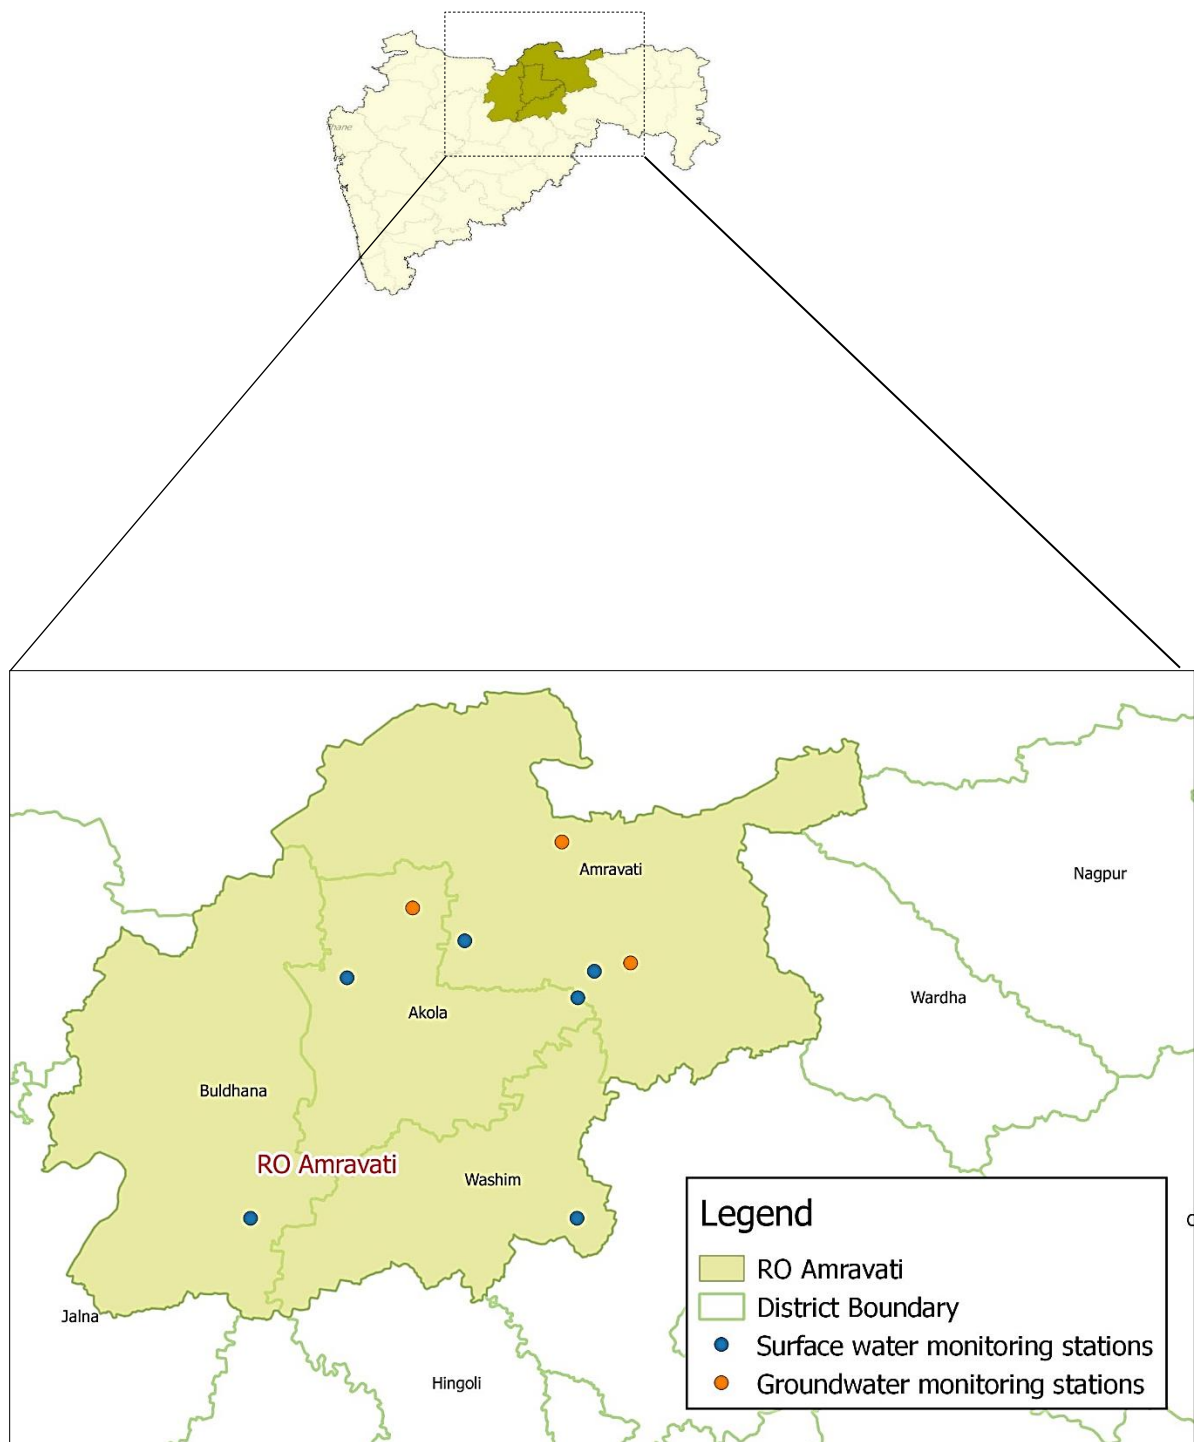 Thane
Amravati
Nagpur
Wardha
Akola
Buldhana
RO Amravati
Washim
Jalna
Hingoli
Legend
RO Amravati
District Boundary
Surface water monitoring stations
Groundwater monitoring stations